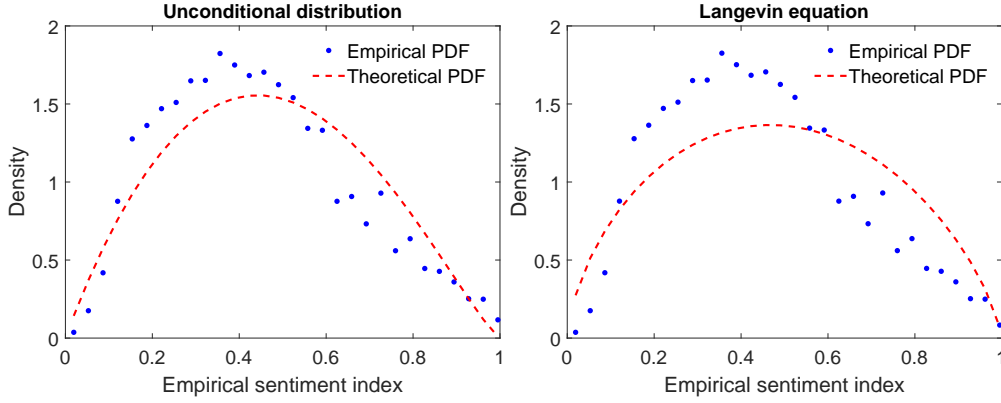 Unconditional distribution
2
1.5
1
0.5
0
Density
Empirical PDF
Theoretical PDF
0 0.2 0.4 0.6 0.8 1
Empirical sentiment index
Langevin equation
2
1.5
1
0.5
0
Density
Empirical PDF
Theoretical PDF
0 0.2 0.4 0.6 0.8 1
Empirical sentiment index